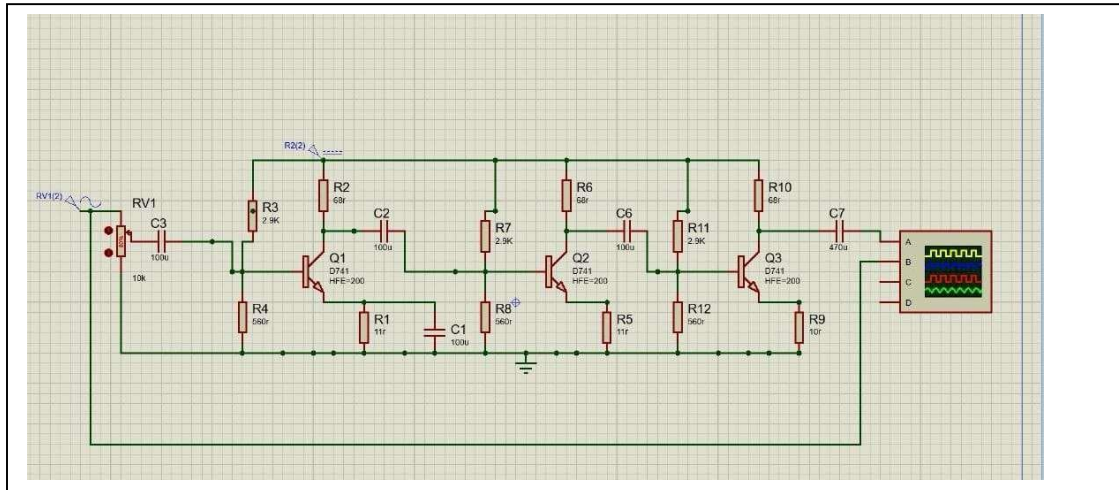 R2(2)
RV1(2)
RV1
10k
C3
100u
R3
2.9K
R4
560r
R2
68r
C2
100u
Q1
D741
HFE=200
R1
11r
C1
100u
R7
2.9K
R8
560r
R6
68r
C6
100u
Q2
D741
HFE=200
R5
11r
R11
2.9K
R12
560r
R10
68r
C7
470u
Q3
D741
HFE=200
R9
10r
A
B
C
D